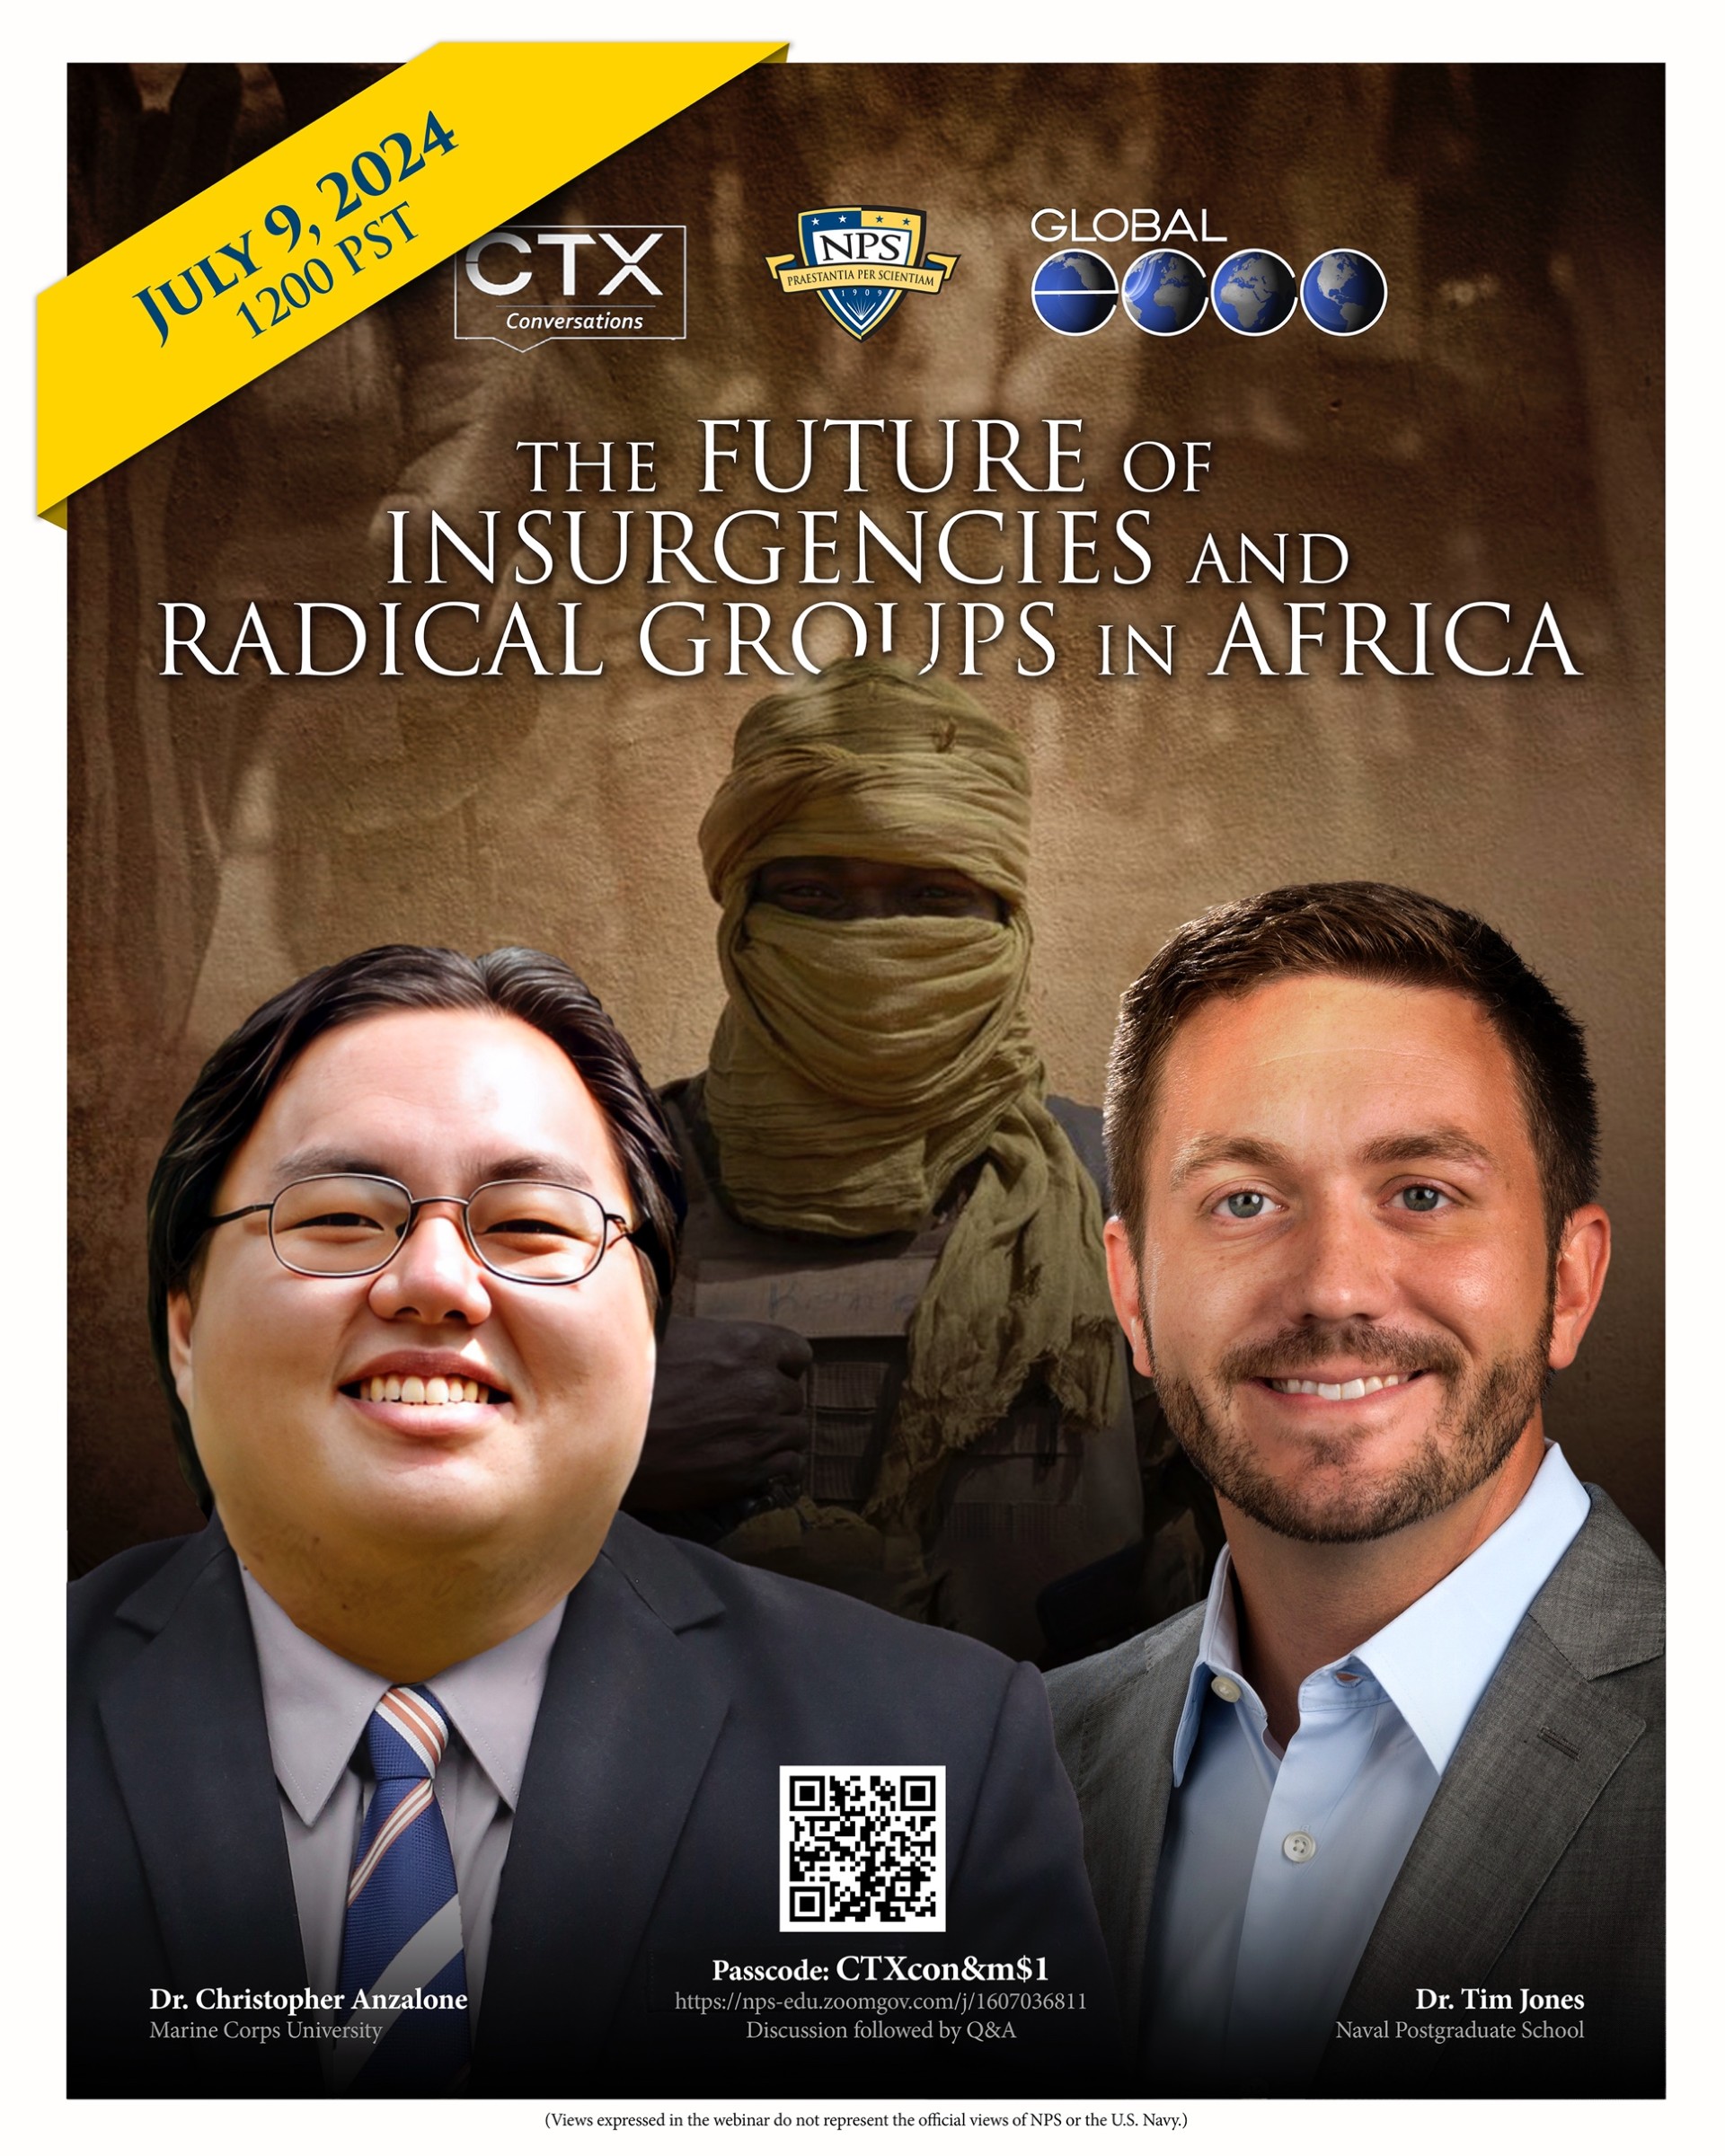 JULY 9, 2024
1200 PST
CTX
Conversations
NPS
PRAESTANTIA PER SCIENTIAM
1909
GLOBAL
ECCO
THE FUTURE OF
INSURGENCIES AND
RADICAL GROUPS IN AFRICA
Passcode: CTXcon&m$1
https://nps-edu.zoomgov.com/j/1607036811
Discussion followed by Q&A
Dr. Christopher Anzalone
Marine Corps University
Dr. Tim Jones
Naval Postgraduate School
(Views expressed in the webinar do not represent the official views of NPS or the U.S. Navy.)